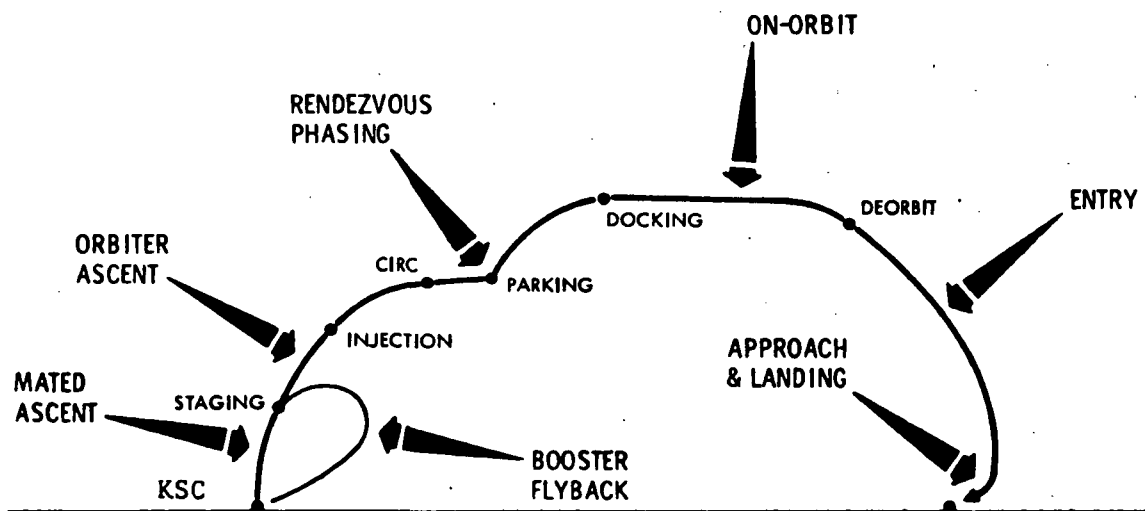 ON-ORBIT
RENDEZVOUS
PHASING
DOCKING
DEORBIT
ENTRY
ORBITER
ASCENT
CIRC
PARKING
INJECTION
APPROACH
& LANDING
MATED
ASCENT
STAGING
BOOSTER
FLYBACK
KSC